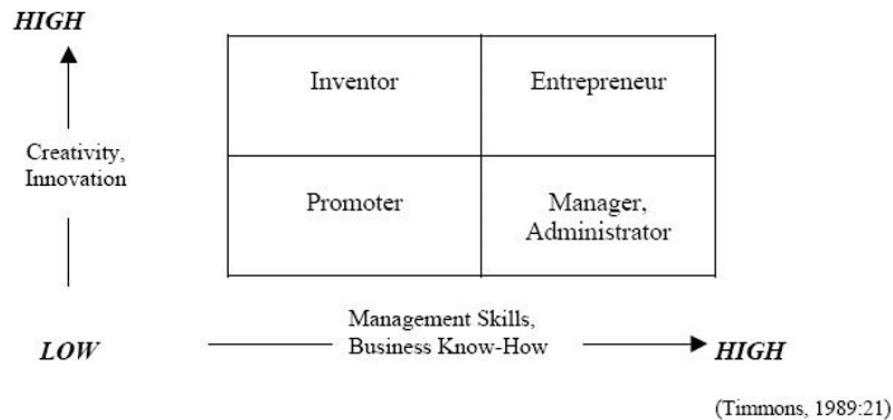 HIGH
Inventor
Entrepreneur
Creativity,
Innovation
Promoter
Manager,
Administrator
Management Skills,
Business Know-How
LOW
HIGH
(Timmons, 1989:21)